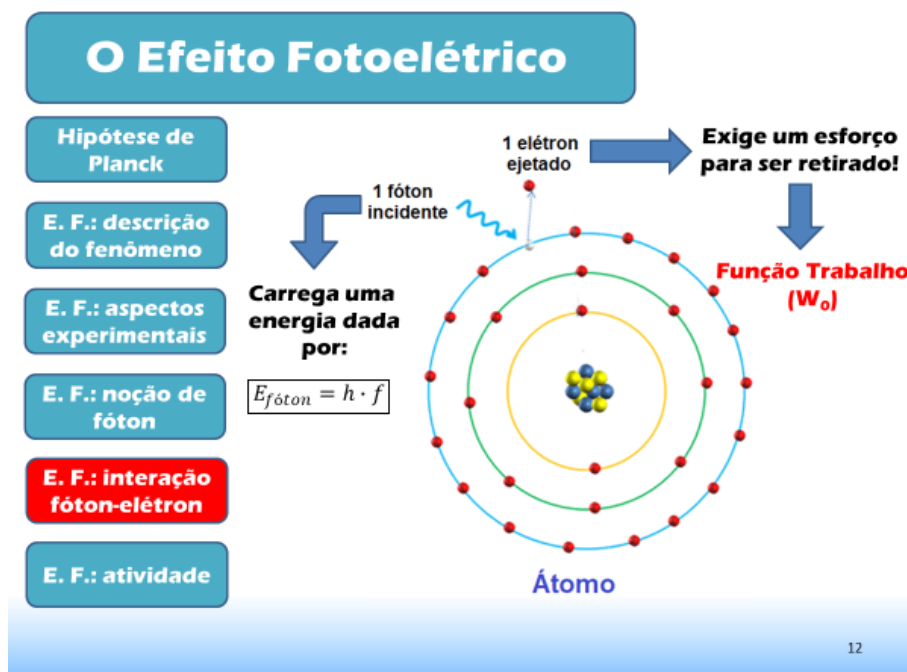 O Efeito Fotoelétrico
Hipótese de
Planck
E. F.: descrição
do fenômeno
E. F.: aspectos
experimentais
E. F.: noção de
fóton
E. F.: interação
fóton-elétron
E. F.: atividade
1 fóton
incidente
Carrega uma
energia dada
por:
E_{fóton} = h · f
1 elétron
ejetado
Exige um esforço
para ser retirado!
Função Trabalho
(W₀)
Átomo
12